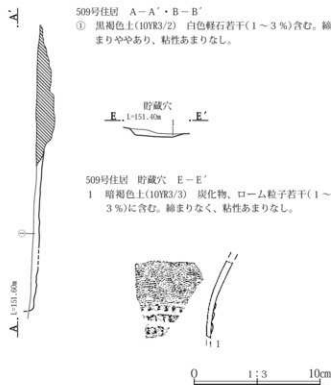 509号住居 A－A′・B－B′
① 黒褐色土(10YR3/2) 白色軽石若干(1～3%)含む。締
まりややあり、粘性あまりなし。
A′
貯蔵穴
E L=151.40m E′
509号住居 貯蔵穴 E－E′
1 暗褐色土(10YR3/3) 炭化物、ローム粒子若干(1～
3%)に含む。締まりなく、粘性あまりなし。
①
A L=151.60m
1
0 1：3 10cm